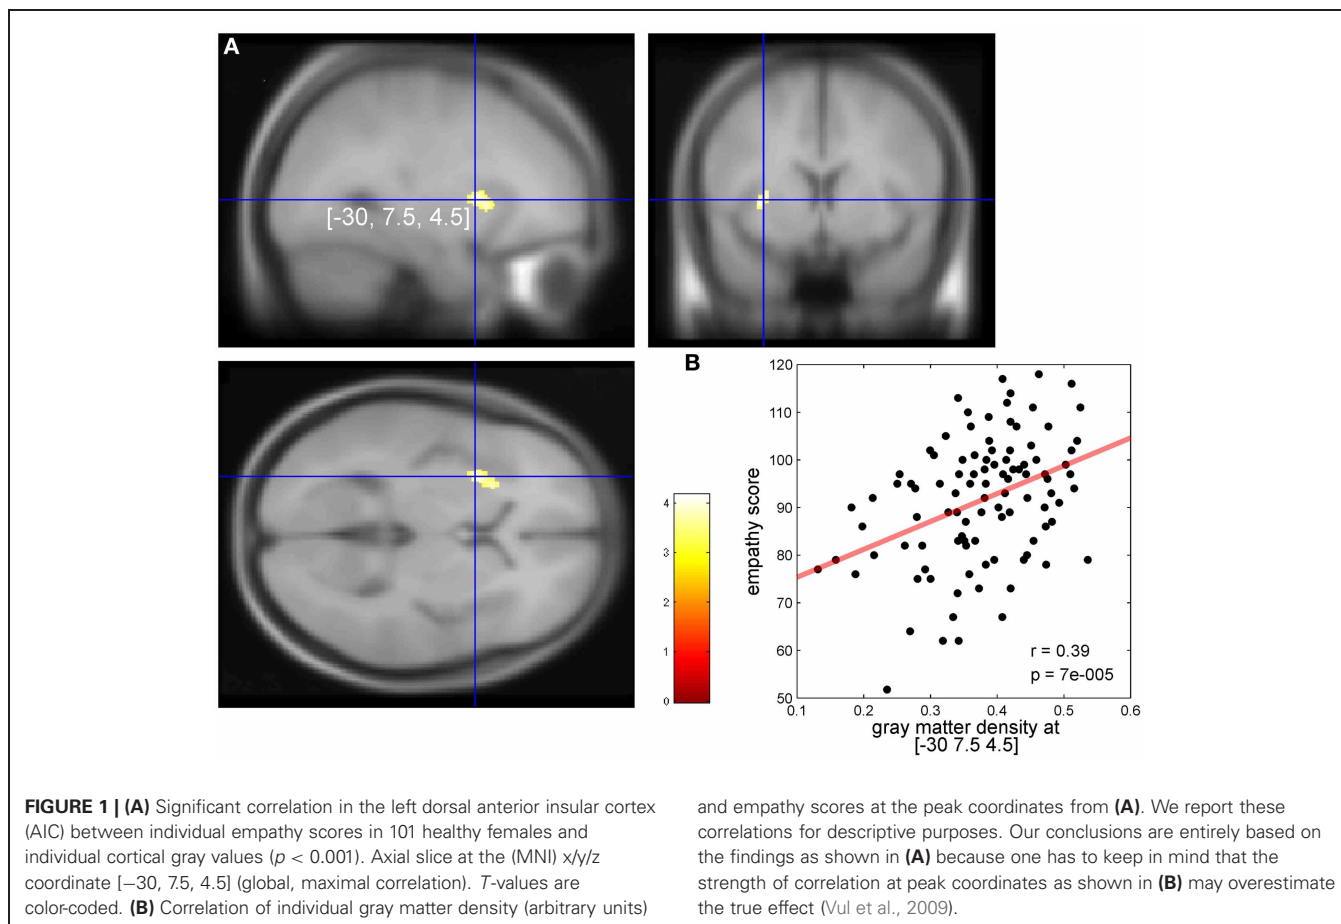 A
[-30, 7.5, 4.5]
B
4
3
2
1
0
120
110
100
90
80
70
60
50
empathy score
r = 0.39
p = 7e-005
0.1 0.2 0.3 0.4 0.5 0.6
gray matter density at
[-30 7.5 4.5]
FIGURE 1 | (A) Significant correlation in the left dorsal anterior insular cortex
(AIC) between individual empathy scores in 101 healthy females and
individual cortical gray values (p < 0.001). Axial slice at the (MNI) x/y/z
coordinate [−30, 7.5, 4.5] (global, maximal correlation). T-values are
color-coded. (B) Correlation of individual gray matter density (arbitrary units)
and empathy scores at the peak coordinates from (A). We report these
correlations for descriptive purposes. Our conclusions are entirely based on
the findings as shown in (A) because one has to keep in mind that the
strength of correlation at peak coordinates as shown in (B) may overestimate
the true effect (Vul et al., 2009).